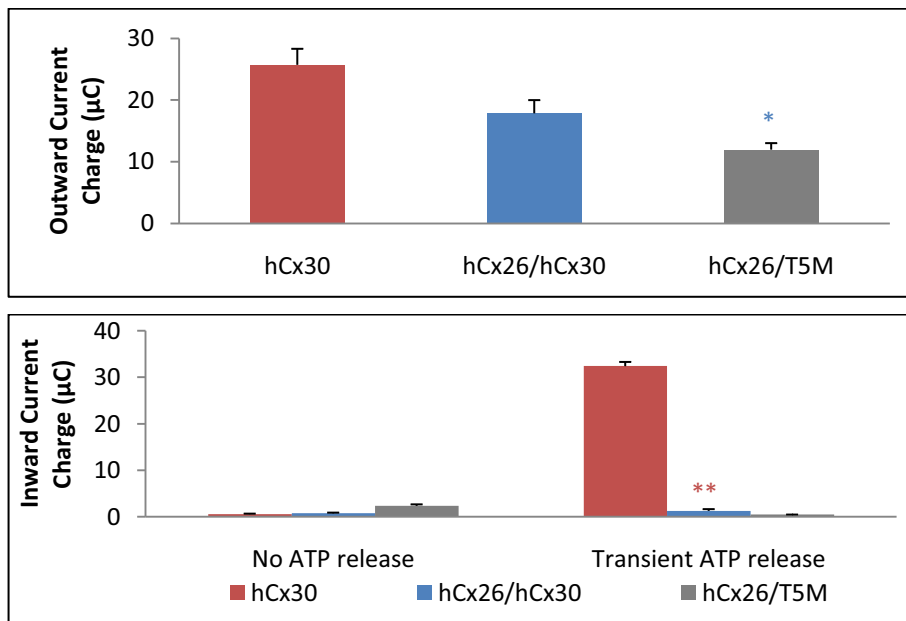 Outward Current
Charge (µC)
30
20
10
0
*
hCx30 hCx26/hCx30 hCx26/T5M
Inward Current
Charge (µC)
40
30
20
10
0
**
No ATP release Transient ATP release
hCx30 hCx26/hCx30 hCx26/T5M